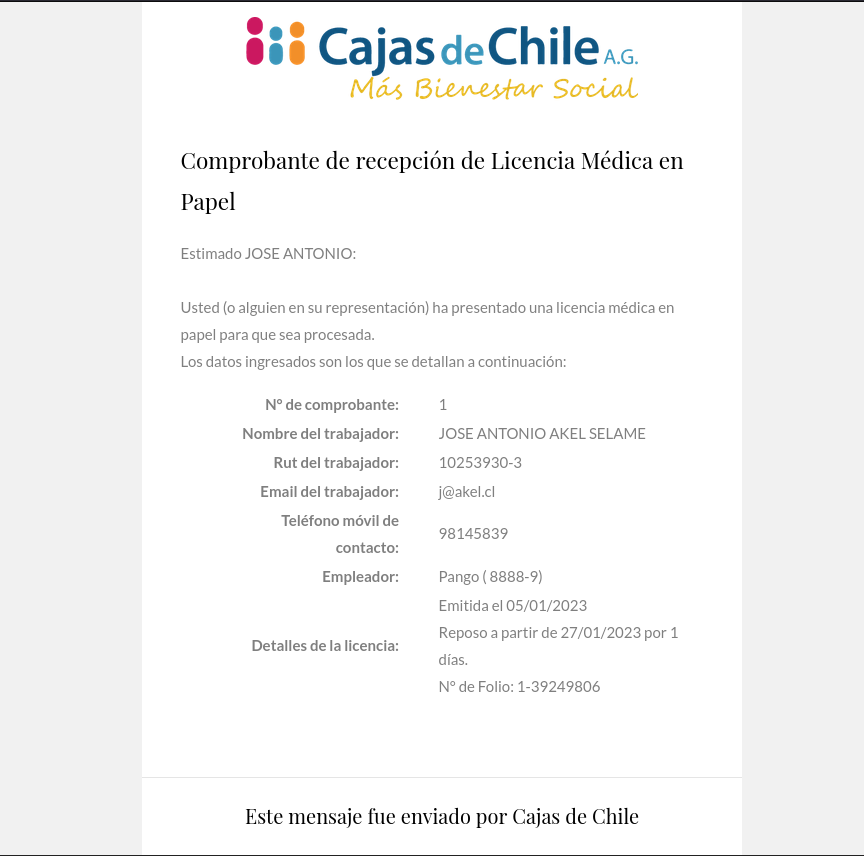 Cajas de Chile A.G.
Más Bienestar Social
Comprobante de recepción de Licencia Médica en
Papel
Estimado JOSE ANTONIO:
Usted (o alguien en su representación) ha presentado una licencia médica en
papel para que sea procesada.
Los datos ingresados son los que se detallan a continuación:
Nº de comprobante: 1
Nombre del trabajador: JOSE ANTONIO AKEL SELAME
Rut del trabajador: 10253930-3
Email del trabajador: j@akel.cl
Teléfono móvil de
contacto: 98145839
Empleador: Pango ( 8888-9)
Detalles de la licencia: Emitida el 05/01/2023
Reposo a partir de 27/01/2023 por 1
días.
Nº de Folio: 1-39249806
Este mensaje fue enviado por Cajas de Chile